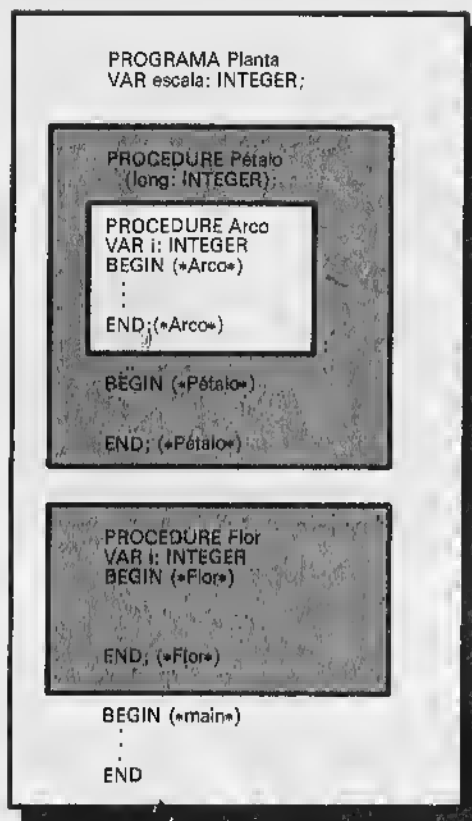 PROGRAMA Planta
VAR escala: INTEGER;
PROCEDURE Pétalo
(long: INTEGER);
PROCEDURE Arco
VAR i: INTEGER
BEGIN (*Arco*)
:
END;(*Arco*)
BEGIN (*Pétalo*)
END; (*Pétalo*)
PROCEDURE Flor
VAR i: INTEGER
BEGIN (*Flor*)
END; (*Flor*)
BEGIN (*main*)
:
END